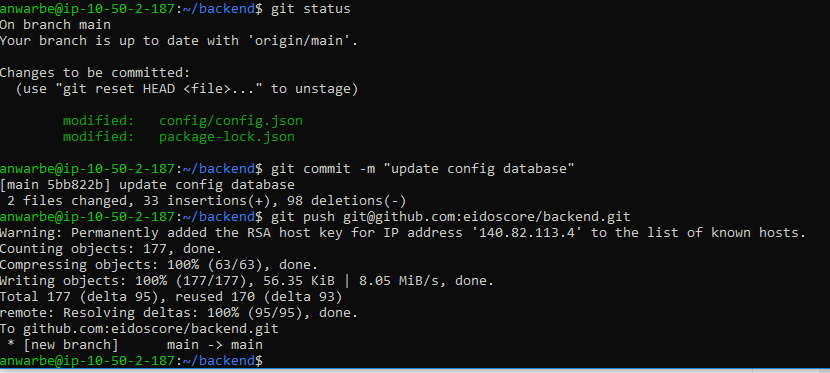 anwarbe@ip-10-50-2-187:~/backend$ git status
On branch main
Your branch is up to date with 'origin/main'.
Changes to be committed:
(use "git reset HEAD <file>..." to unstage)
modified:   config/config.json
modified:   package-lock.json
anwarbe@ip-10-50-2-187:~/backend$ git commit -m "update config database"
[main 5bb822b] update config database
2 files changed, 33 insertions(+), 98 deletions(-)
anwarbe@ip-10-50-2-187:~/backend$ git push git@github.com:eidoscore/backend.git
Warning: Permanently added the RSA host key for IP address '140.82.113.4' to the list of known hosts.
Counting objects: 177, done.
Compressing objects: 100% (63/63), done.
Writing objects: 100% (177/177), 56.35 KiB | 8.05 MiB/s, done.
Total 177 (delta 95), reused 170 (delta 93)
remote: Resolving deltas: 100% (95/95), done.
To github.com:eidoscore/backend.git
* [new branch]      main -> main
anwarbe@ip-10-50-2-187:~/backend$